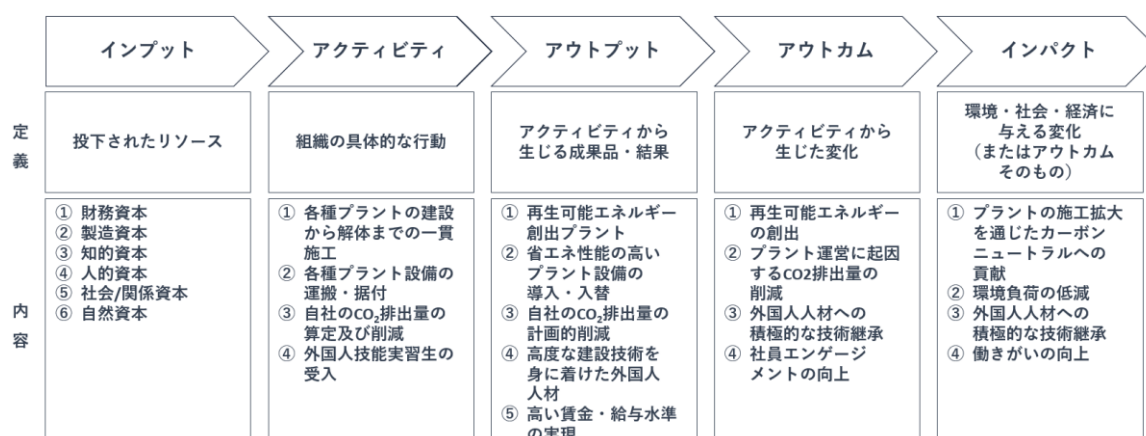 インプット
アクティビティ
アウトプット
アウトカム
インパクト
定義
投下されたリソース
組織の具体的な行動
アクティビティから
生じる成果品・結果
アクティビティから
生じた変化
環境・社会・経済に
与える変化
（またはアウトカム
そのもの）
内容
① 財務資本
② 製造資本
③ 知的資本
④ 人的資本
⑤ 社会/関係資本
⑥ 自然資本
① 各種プラントの建設
から解体までの一貫
施工
② 各種プラント設備の
運搬・据付
③ 自社のCO₂排出量の
算定及び削減
④ 外国人技能実習生の
受入
① 再生可能エネルギー
創出プラント
② 省エネ性能の高い
プラント設備の
導入・入替
③ 自社のCO₂排出量の
計画的削減
④ 高度な建設技術を
身に着けた外国人
人材
⑤ 高い賃金・給与水準
の実現
① 再生可能エネルギー
の創出
② プラント運営に起因
するCO2排出量の
削減
③ 外国人人材への
積極的な技術継承
④ 社員エンゲージ
メントの向上
① プラントの施工拡大
を通じたカーボン
ニュートラルへの
貢献
② 環境負荷の低減
③ 外国人人材への
積極的な技術継承
④ 働きがいの向上